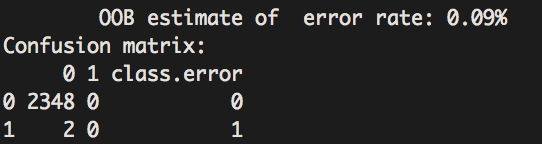 OOB estimate of  error rate: 0.09%
Confusion matrix:
     0 1 class.error
0 2348 0           0
1    2 0           1